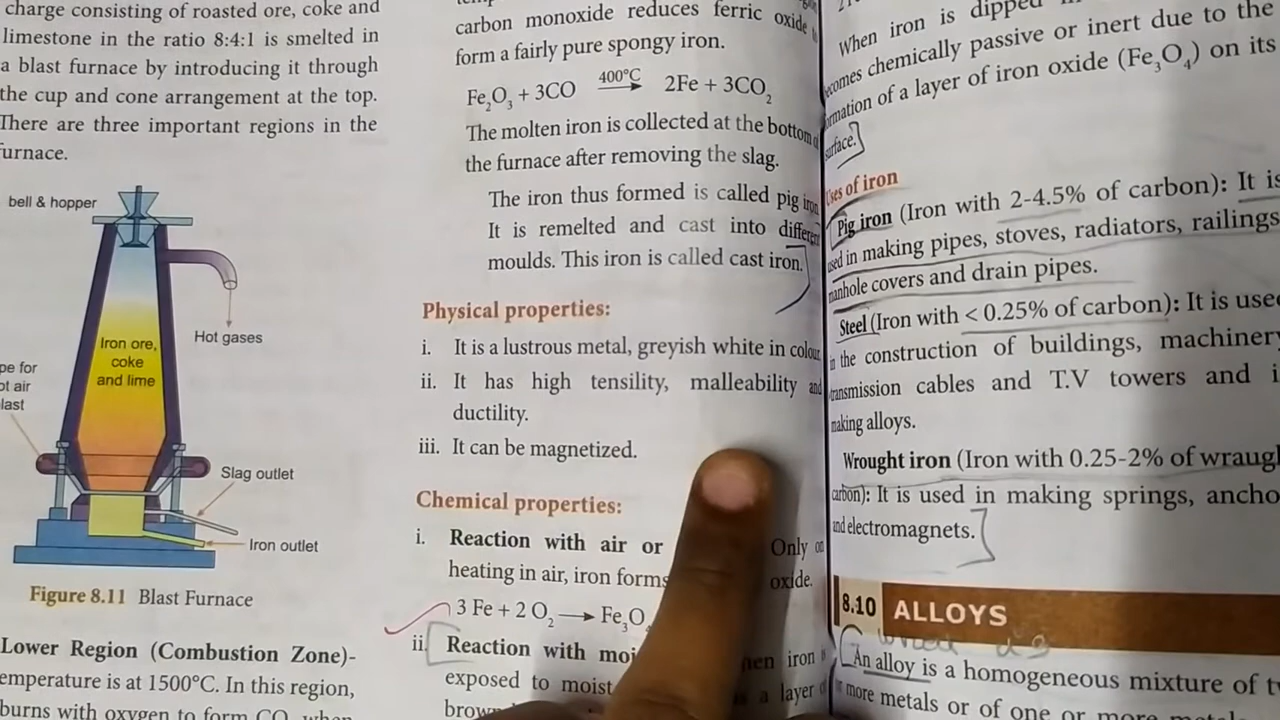 charge consisting of roasted ore, coke and
limestone in the ratio 8:4:1 is smelted in
a blast furnace by introducing it through
the cup and cone arrangement at the top.
There are three important regions in the
furnace.
bell & hopper
Hot gases
Iron ore,
coke
and lime
for
air
Slag outlet
Iron outlet
Figure 8.11 Blast Furnace
Lower Region (Combustion Zone)-
temperature is at 1500°C. In this region,
burns with oxygen to form CO when
carbon monoxide reduces ferric oxide
form a fairly pure spongy iron.
Fe2O3 + 3CO 400°C → 2Fe + 3CO2
The molten iron is collected at the bottom
the furnace after removing the slag.
The iron thus formed is called pig iron
It is remelted and cast into different
moulds. This iron is called cast iron.
Physical properties:
i. It is a lustrous metal, greyish white in colour
ii. It has high tensility, malleability and
ductility.
iii. It can be magnetized.
Chemical properties:
i. Reaction with air or Only on
heating in air, iron forms oxide.
3 Fe + 2 O2 → Fe3O
ii. Reaction with iron
exposed to moist a layer
When iron is dipped
becomes chemically passive or inert due to the
formation of a layer of iron oxide (Fe3O4) on its
surface.
Uses of iron
Pig iron (Iron with 2-4.5% of carbon): It is
used in making pipes, stoves, radiators, railings
manhole covers and drain pipes.
Steel (Iron with < 0.25% of carbon): It is used
in the construction of buildings, machinery
transmission cables and T.V towers and
making alloys.
Wrought iron (Iron with 0.25-2% of wraugh
carbon): It is used in making springs, ancho
and electromagnets.
8.10 ALLOYS
An alloy is a homogeneous mixture of
more metals or of one or more